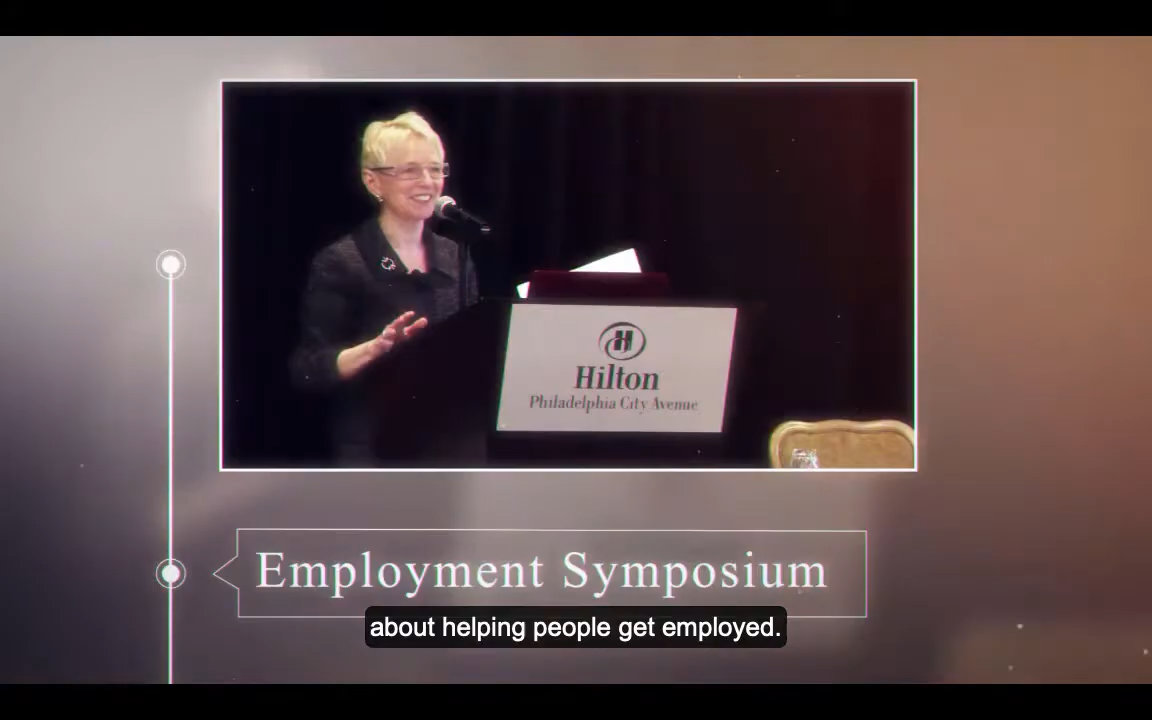 H
Hilton
Philadelphia City Avenue
Employment Symposium
about helping people get employed.